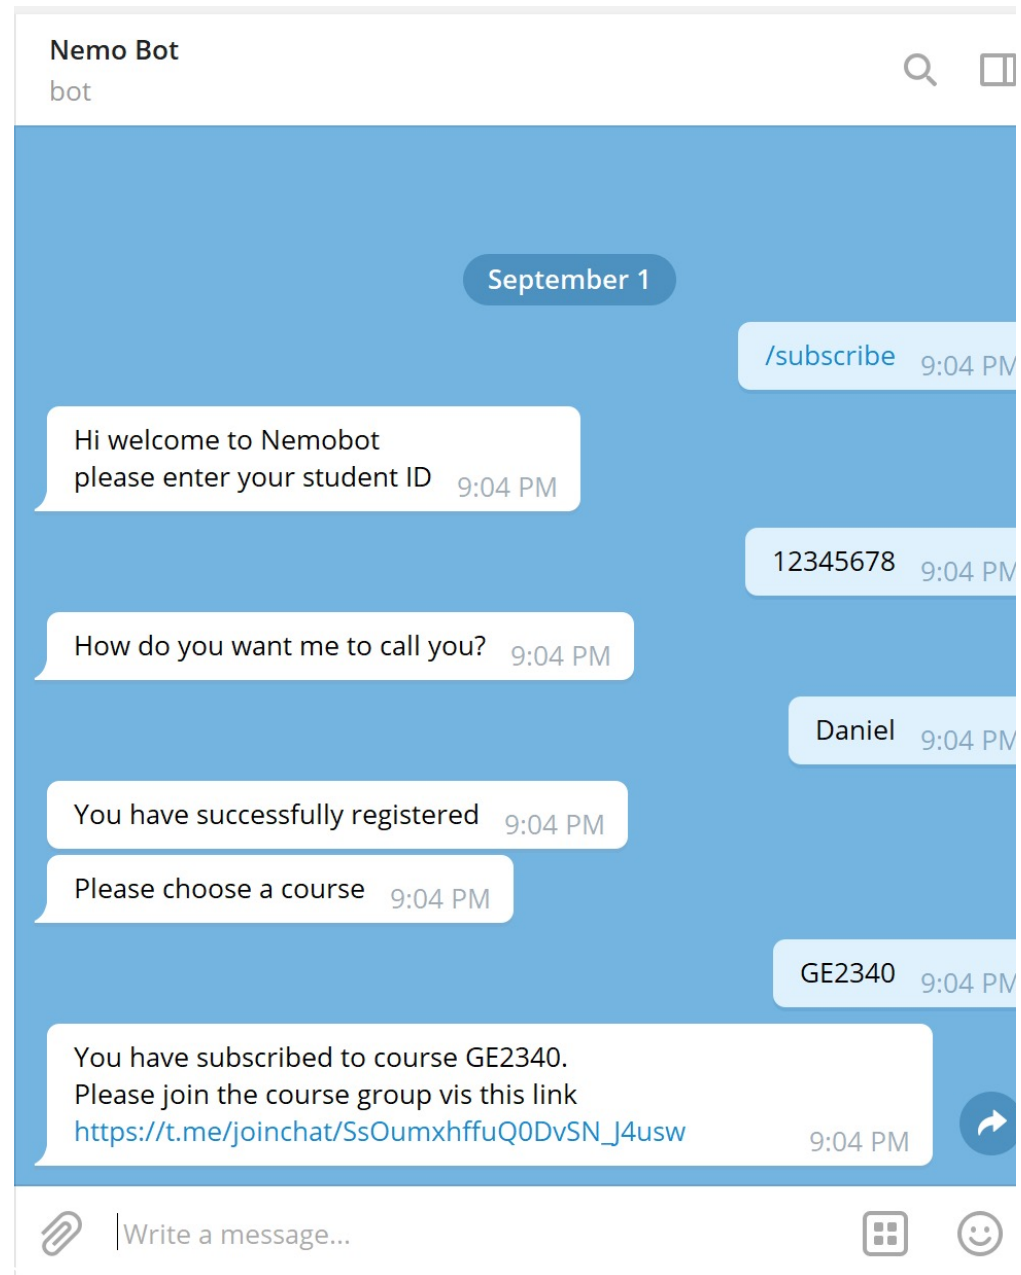 Nemo Bot
bot
September 1
/subscribe 9:04 PM
Hi welcome to Nemobot
please enter your student ID 9:04 PM
12345678 9:04 PM
How do you want me to call you? 9:04 PM
Daniel 9:04 PM
You have successfully registered 9:04 PM
Please choose a course 9:04 PM
GE2340 9:04 PM
You have subscribed to course GE2340.
Please join the course group vis this link
https://t.me/joinchat/SsOumxhffuQ0DvSN_J4usw 9:04 PM
Write a message...